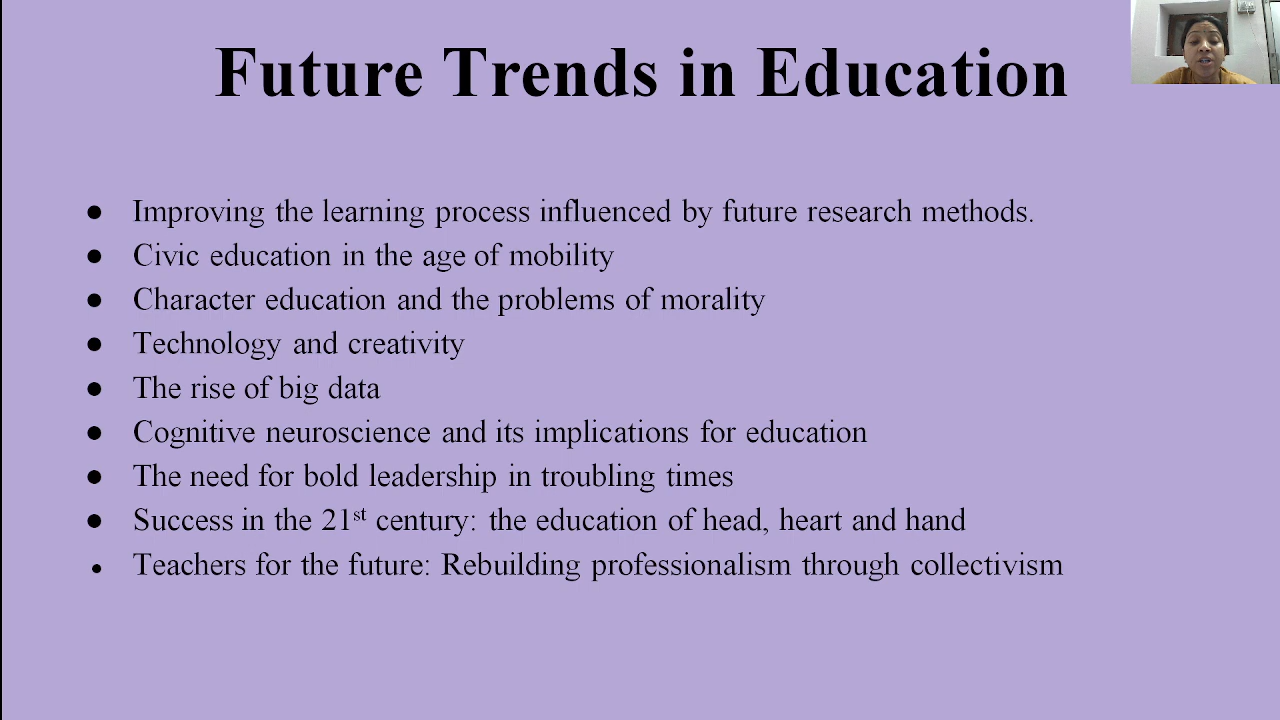 Future Trends in Education
● Improving the learning process influenced by future research methods.
● Civic education in the age of mobility
● Character education and the problems of morality
● Technology and creativity
● The rise of big data
● Cognitive neuroscience and its implications for education
● The need for bold leadership in troubling times
● Success in the 21st century: the education of head, heart and hand
● Teachers for the future: Rebuilding professionalism through collectivism